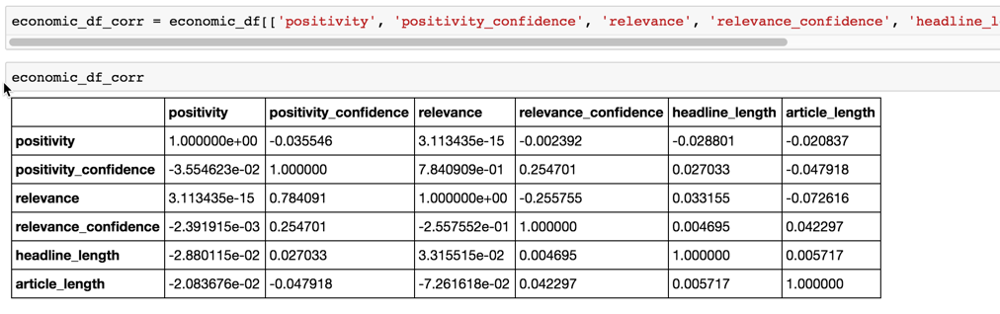 economic_df_corr = economic_df[['positivity', 'positivity_confidence', 'relevance', 'relevance_confidence', 'headline_l
economic_df_corr
positivity positivity_confidence relevance relevance_confidence headline_length article_length
positivity 1.000000e+00 -0.035546 3.113435e-15 -0.002392 -0.028801 -0.020837
positivity_confidence -3.554623e-02 1.000000 7.840909e-01 0.254701 0.027033 -0.047918
relevance 3.113435e-15 0.784091 1.000000e+00 -0.255755 0.033155 -0.072616
relevance_confidence -2.391915e-03 0.254701 -2.557552e-01 1.000000 0.004695 0.042297
headline_length -2.880115e-02 0.027033 3.315515e-02 0.004695 1.000000 0.005717
article_length -2.083676e-02 -0.047918 -7.261618e-02 0.042297 0.005717 1.000000